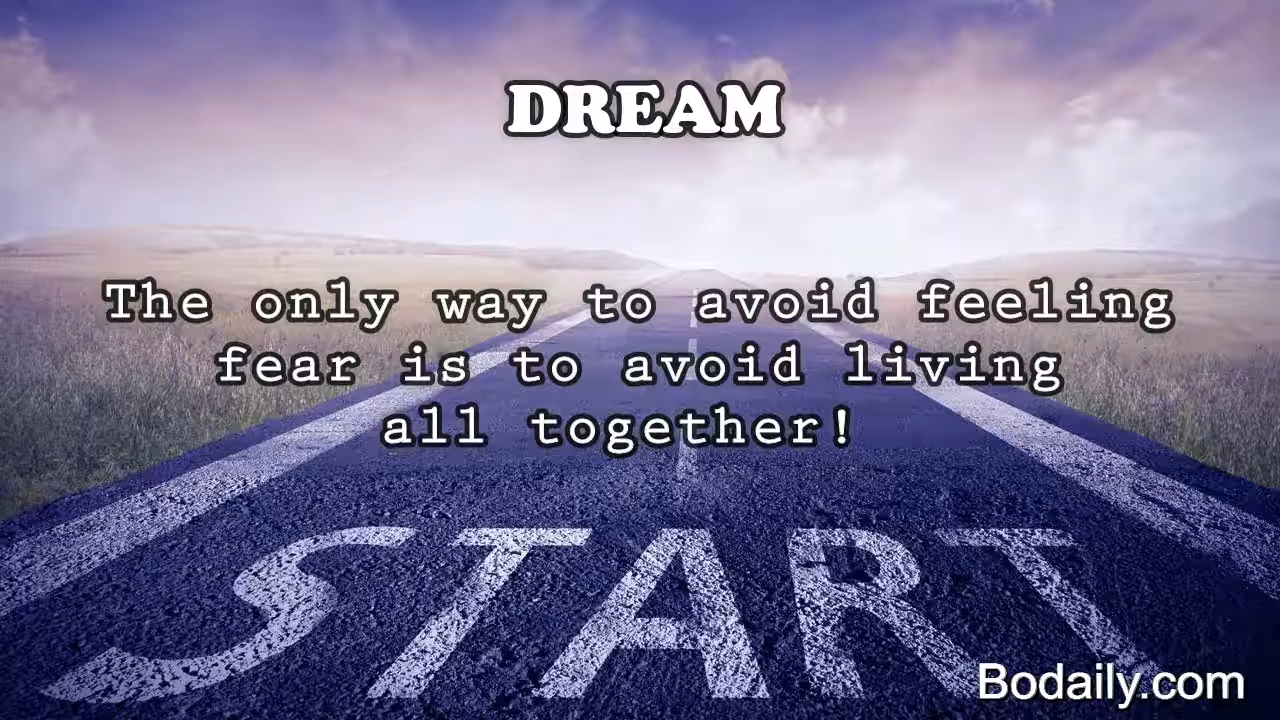 DREAM
The only way to avoid feeling
fear is to avoid living
all together!
START
Bodaily.com